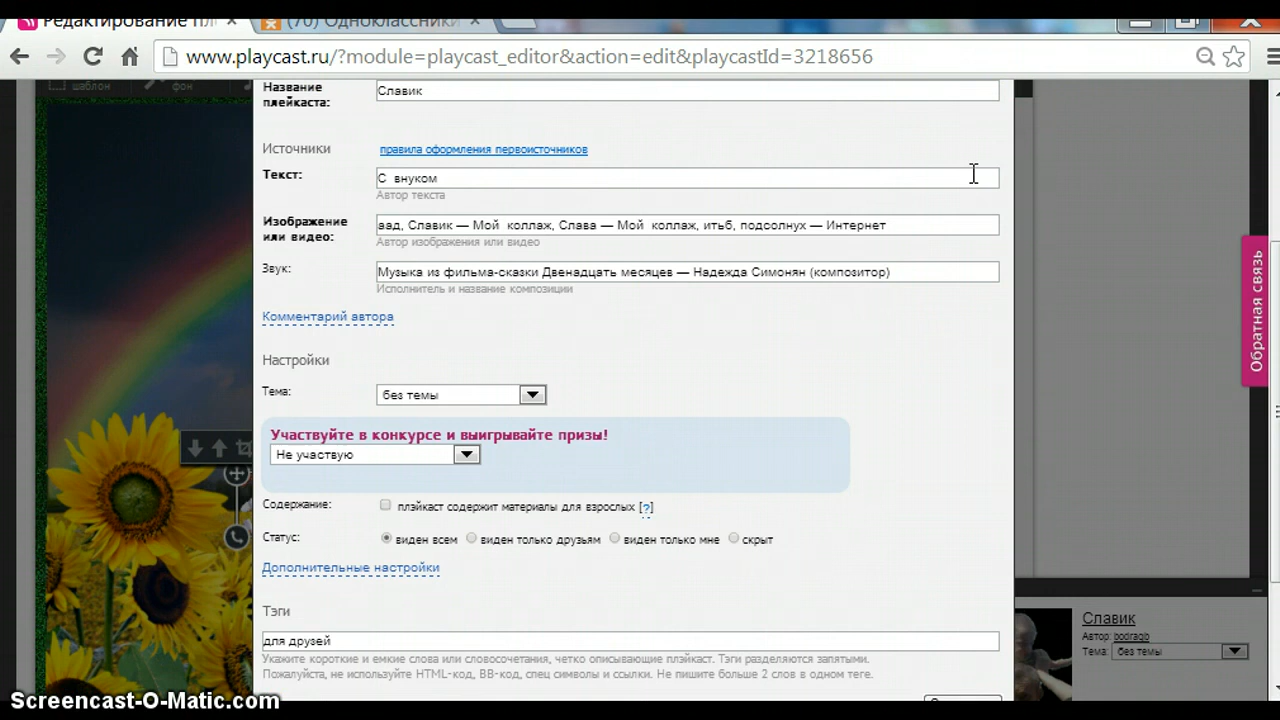 Редактирование пл
(70) Одноклассники
www.playcast.ru/?module=playcast_editor&action=edit&playcastId=3218656
шаблон
фон
Название
плейкаста:
Славик
Источники
правила оформления первоисточников
Текст:
С внуком
Автор текста
Изображение
или видео:
аад, Славик — Мой коллаж, Слава — Мой коллаж, итьб, подсолнух — Интернет
Автор изображения или видео
Звук:
Музыка из фильма-сказки Двенадцать месяцев — Надежда Симонян (композитор)
Исполнитель и название композиции
Комментарий автора
Настройки
Тема:
без темы
Участвуйте в конкурсе и выигрывайте призы!
Не участвую
Содержание:
плэйкаст содержит материалы для взрослых [?]
Статус:
виден всем
виден только друзьям
виден только мне
скрыт
Дополнительные настройки
Тэги
для друзей
Укажите короткие и емкие слова или словосочетания, четко описывающие плэйкаст. Тэги разделяются запятыми.
Пожалуйста, не используйте HTML-код, BB-код, спец символы и ссылки. Не пишите больше 2 слов в одном теге.
Обратная связь
Славик
Автор: bodragb
Тема: без темы
Screencast-O-Matic.com